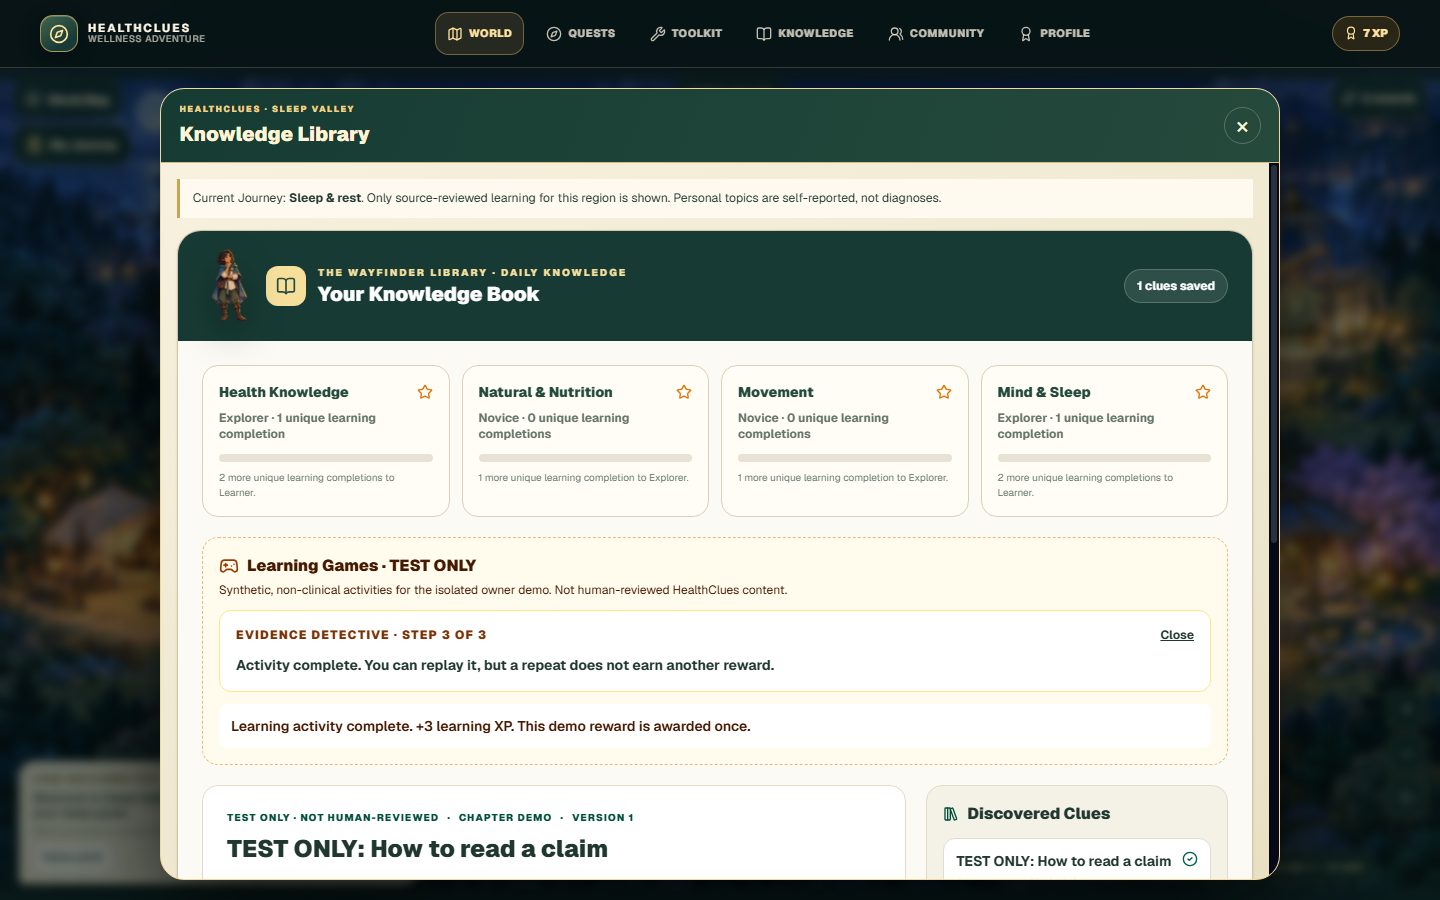 HEALTHCLUES
WELLNESS ADVENTURE
WORLD
QUESTS
TOOLKIT
KNOWLEDGE
COMMUNITY
PROFILE
7 XP
HEALTHCLUES · SLEEP VALLEY
Knowledge Library
Current Journey: Sleep & rest. Only source-reviewed learning for this region is shown. Personal topics are self-reported, not diagnoses.
THE WAYFINDER LIBRARY · DAILY KNOWLEDGE
Your Knowledge Book
1 clues saved
Health Knowledge
Explorer · 1 unique learning
completion
2 more unique learning completions to
Learner.
Natural & Nutrition
Novice · 0 unique learning
completions
1 more unique learning completion to Explorer.
Movement
Novice · 0 unique learning
completions
1 more unique learning completion to Explorer.
Mind & Sleep
Explorer · 1 unique learning
completion
2 more unique learning completions to
Learner.
Learning Games · TEST ONLY
Synthetic, non-clinical activities for the isolated owner demo. Not human-reviewed HealthClues content.
EVIDENCE DETECTIVE · STEP 3 OF 3
Close
Activity complete. You can replay it, but a repeat does not earn another reward.
Learning activity complete. +3 learning XP. This demo reward is awarded once.
TEST ONLY · NOT HUMAN-REVIEWED · CHAPTER DEMO · VERSION 1
TEST ONLY: How to read a claim
Discovered Clues
TEST ONLY: How to read a claim